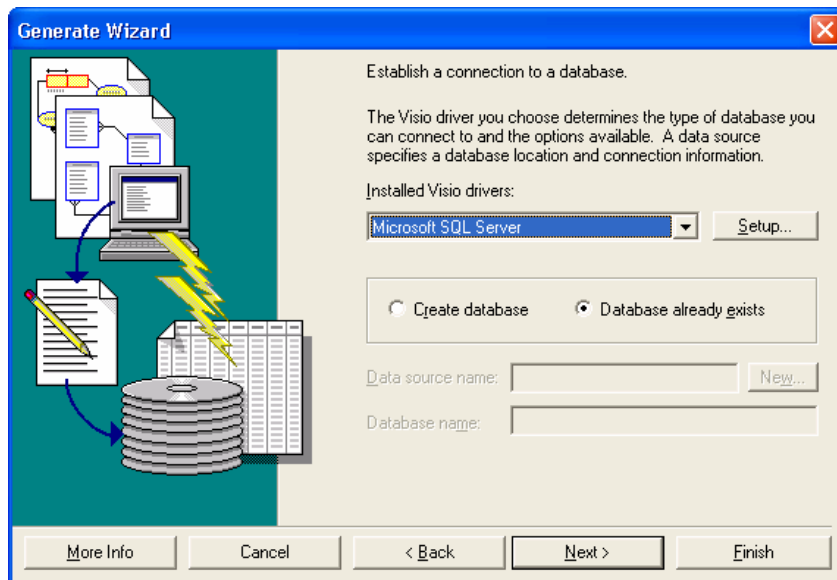 Generate Wizard
Establish a connection to a database.
The Visio driver you choose determines the type of database you
can connect to and the options available. A data source
specifies a database location and connection information.
Installed Visio drivers:
Microsoft SQL Server
Setup...
Create database
Database already exists
Data source name:
New...
Database name:
More Info
Cancel
< Back
Next >
Finish